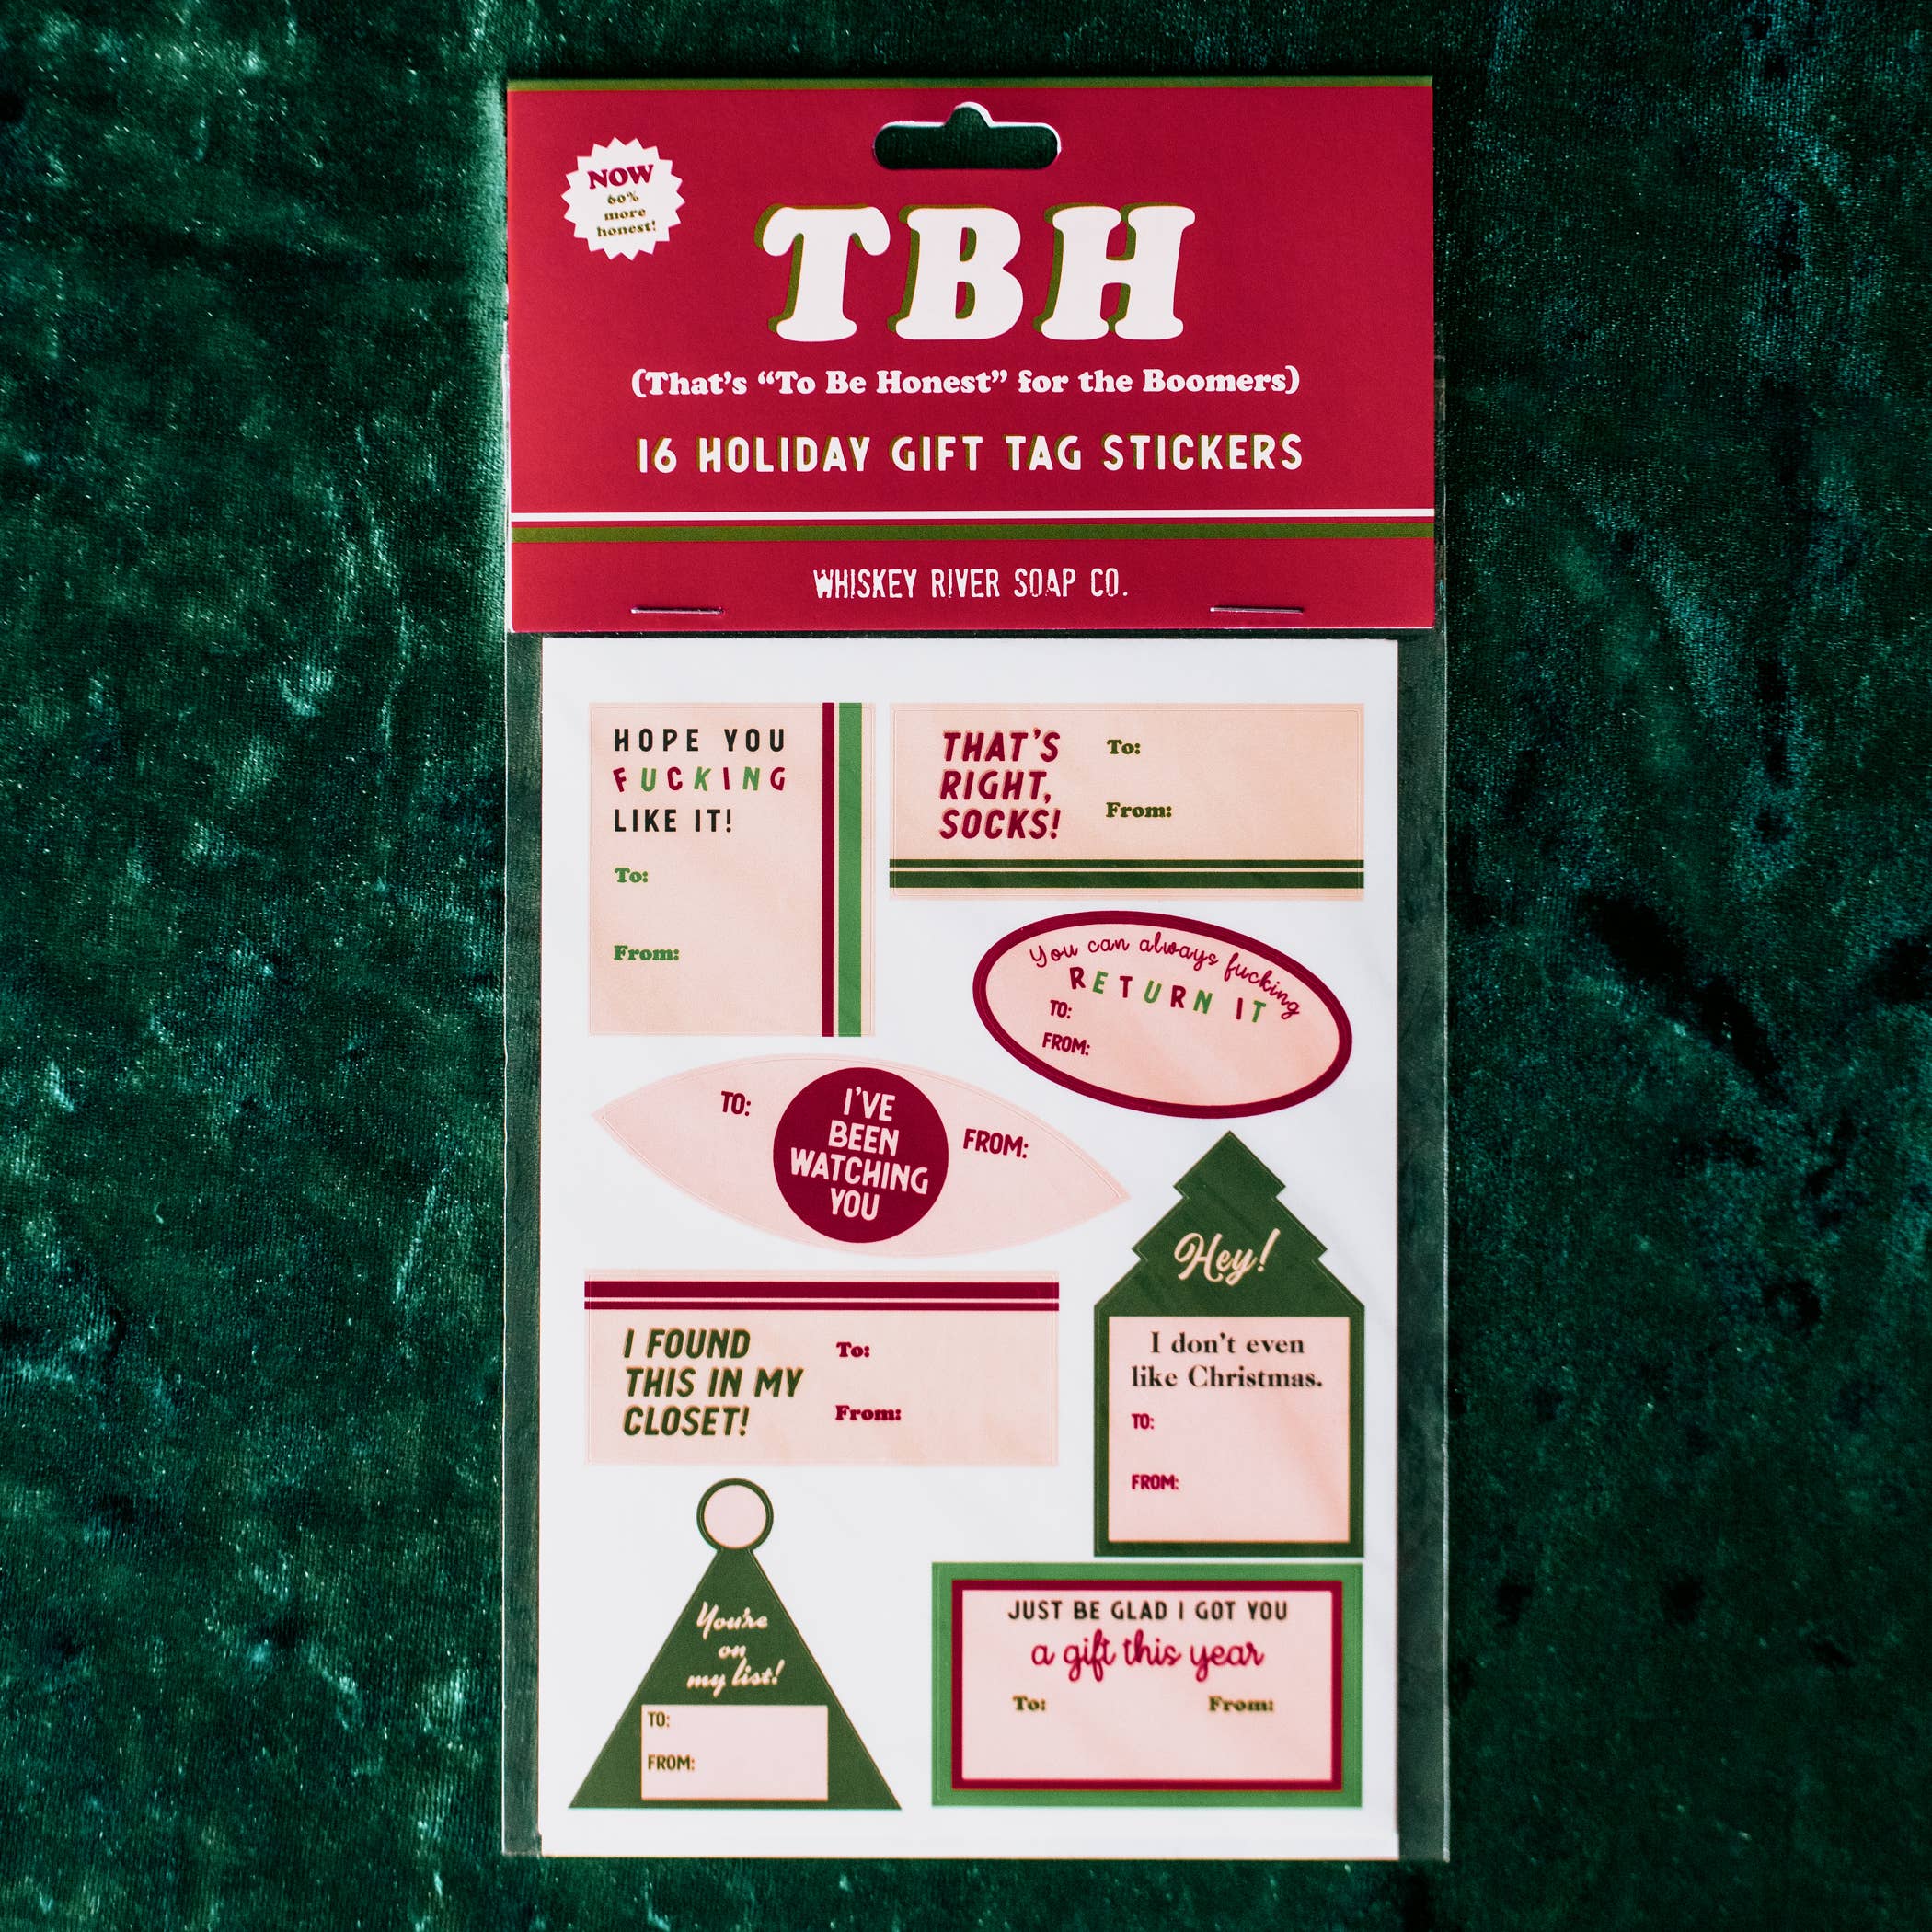 NOW
60%
more
honest!
TBH
(That's “To Be Honest” for the Boomers)
16 HOLIDAY GIFT TAG STICKERS
WHISKEY RIVER SOAP CO.
HOPE YOU
FUCKING
LIKE IT!
To:
From:
THAT'S
RIGHT,
SOCKS!
To:
From:
You can always fucking
RETURN IT
TO:
FROM:
TO:
I'VE
BEEN
WATCHING
YOU
FROM:
Hey!
I don't even
like Christmas.
TO:
FROM:
I FOUND
THIS IN MY
CLOSET!
To:
From:
You're
on
my list!
TO:
FROM:
JUST BE GLAD I GOT YOU
a gift this year
To: From: